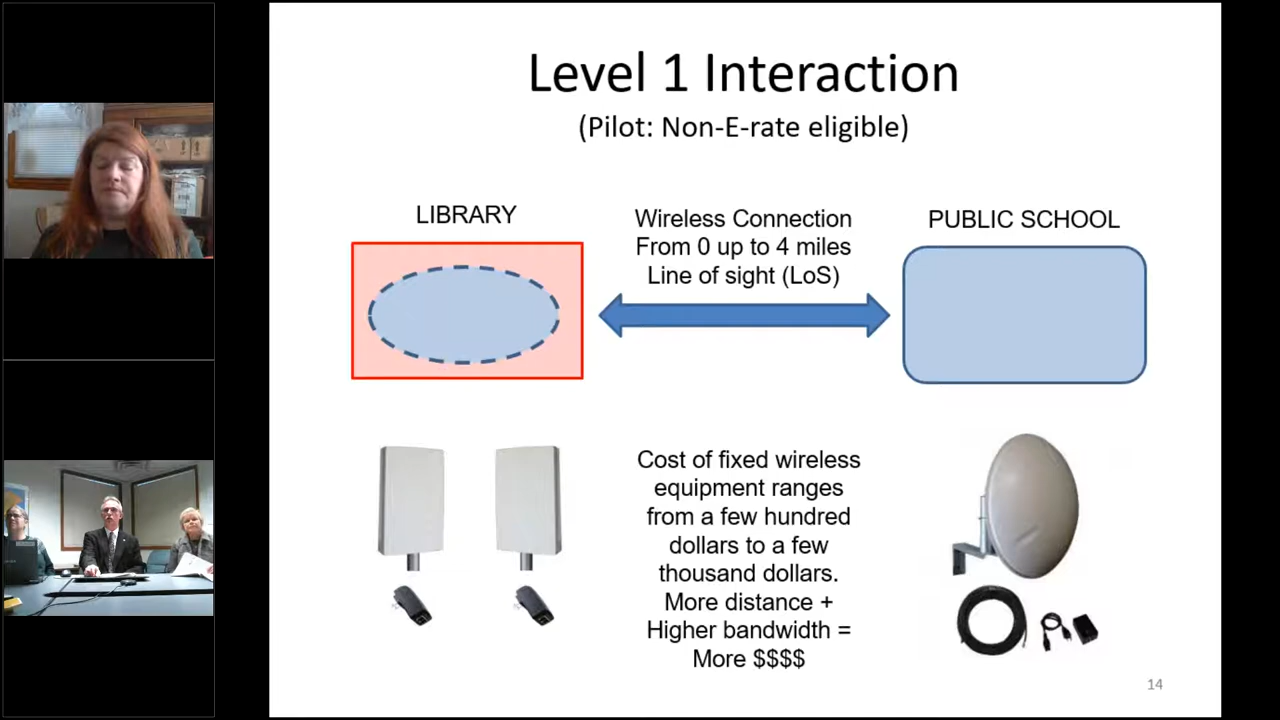 Level 1 Interaction
(Pilot: Non-E-rate eligible)
LIBRARY
Wireless Connection
From 0 up to 4 miles
Line of sight (LoS)
PUBLIC SCHOOL
Cost of fixed wireless
equipment ranges
from a few hundred
dollars to a few
thousand dollars.
More distance +
Higher bandwidth =
More $$$$
14